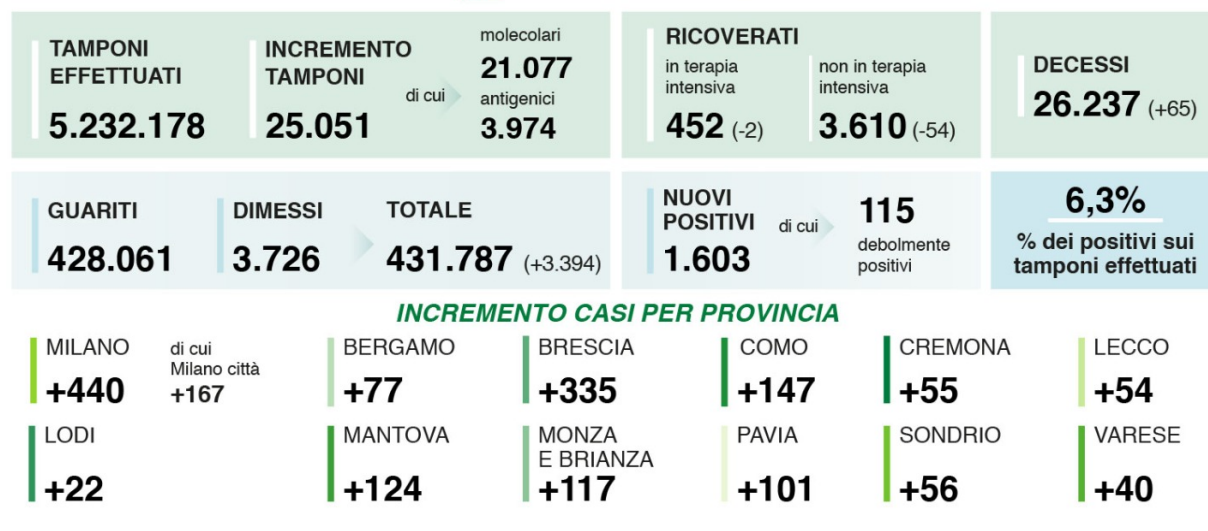 TAMPONI
EFFETTUATI
5.232.178
INCREMENTO
TAMPONI
25.051
di cui
molecolari
21.077
antigenici
3.974
RICOVERATI
in terapia
intensiva
452 (-2)
non in terapia
intensiva
3.610 (-54)
DECESSI
26.237 (+65)
GUARITI
428.061
DIMESSI
3.726
TOTALE
431.787 (+3.394)
NUOVI
POSITIVI
1.603
di cui
115
debolmente
positivi
6,3%
% dei positivi sui
tamponi effettuati
INCREMENTO CASI PER PROVINCIA
MILANO
+440
di cui
Milano città
+167
BERGAMO
+77
BRESCIA
+335
COMO
+147
CREMONA
+55
LECCO
+54
LODI
+22
MANTOVA
+124
MONZA
E BRIANZA
+117
PAVIA
+101
SONDRIO
+56
VARESE
+40